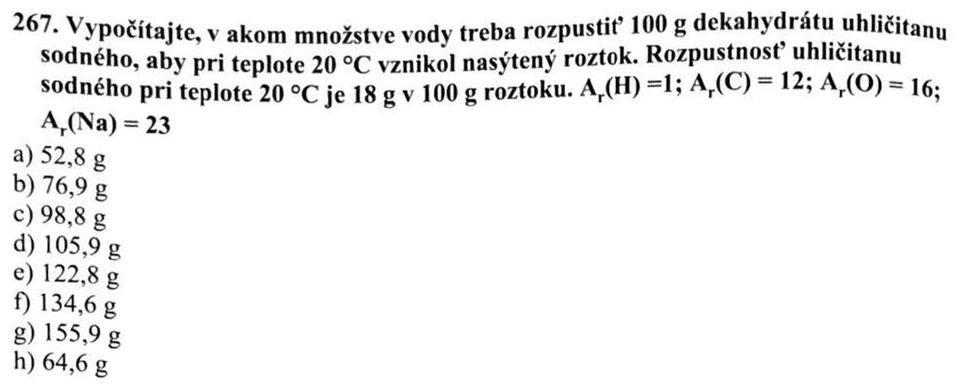 267. Vypočítajte, v akom množstve vody treba rozpustiť 100 g dekahydrátu uhličitanu
sodného, aby pri teplote 20 °C vznikol nasýtený roztok. Rozpustnosť uhličitanu
sodného pri teplote 20 °C je 18 g v 100 g roztoku. Aᵣ(H) =1; Aᵣ(C) = 12; Aᵣ(O) = 16;
Aᵣ(Na) = 23
a) 52,8 g
b) 76,9 g
c) 98,8 g
d) 105,9 g
e) 122,8 g
f) 134,6 g
g) 155,9 g
h) 64,6 g